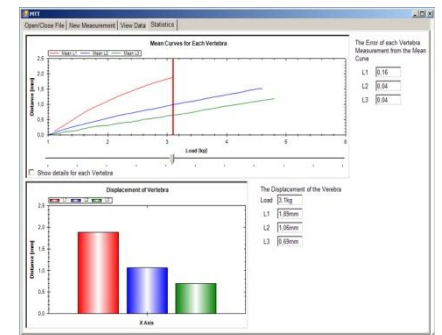 MTT
Open/Close File New Measurement View Data Statistics
Mean Curves for Each Vertebra
Mean L1 Mean L2 Mean L3
Distance [mm]
2,5
2,0
1,5
1,0
0,5
0,0
1 2 3 4 5 6 7 8
Load [kg]
Show details for each Vertebra
The Error of each Vertebra
Measurement from the Mean
Curve
L1 0,16
L2 0,04
L3 0,04
Displacement of Vertebra
L1 L2 L3
Distance [mm]
2,5
2,0
1,5
1,0
0,5
0,0
X Axis
The Displacement of the Verebra
Load 3,1kg
L1 1,89mm
L2 1,06mm
L3 0,69mm